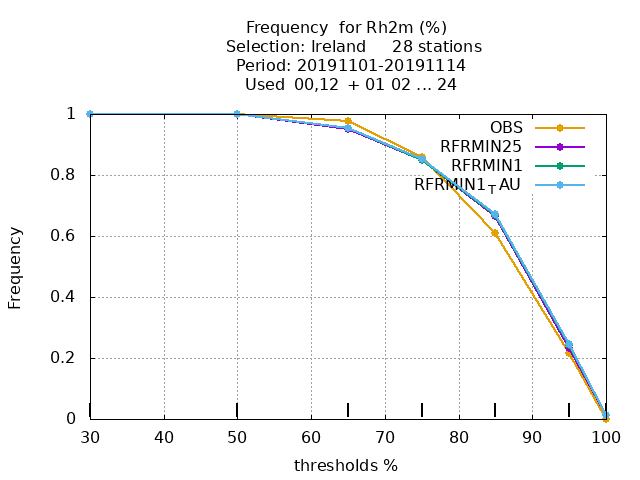 Frequency  for Rh2m (%)
Selection: Ireland     28 stations
Period: 20191101-20191114
Used  00,12  + 01 02 ... 24
OBS
RFRMIN25
RFRMIN1
RFRMIN1TAU
1
0.8
0.6
0.4
0.2
0
Frequency
30 40 50 60 70 80 90 100
thresholds %